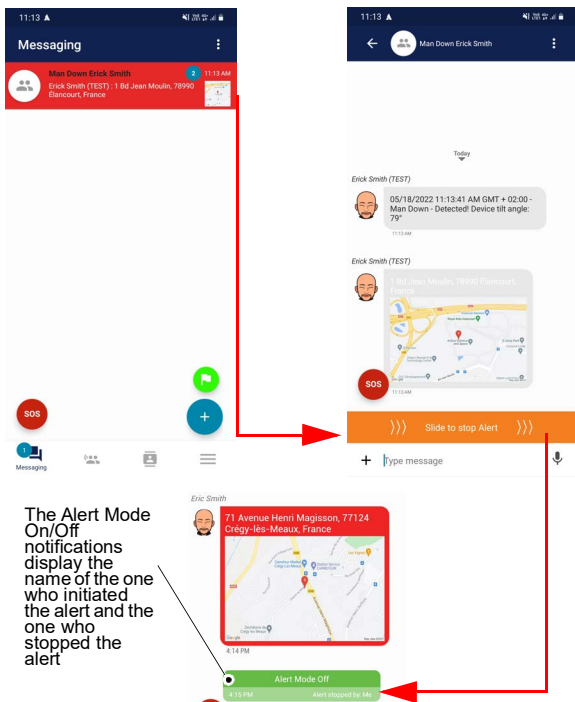 11:13
Messaging
Man Down Erick Smith
2
11:13 AM
Erick Smith (TEST) : 1 Bd Jean Moulin, 78990
Élancourt, France
SOS
+
1
Messaging
11:13
Man Down Erick Smith
Today
Erick Smith (TEST)
05/18/2022 11:13:41 AM GMT + 02:00 -
Man Down - Detected! Device tilt angle:
79°
11:13 AM
Erick Smith (TEST)
1 Bd Jean Moulin, 78990 Élancourt,
France
Google
SOS
11:13 AM
))) Slide to stop Alert )))
+ Type message
The Alert Mode
On/Off
notifications
display the
name of the one
who initiated
the alert and the
one who
stopped the
alert
Eric Smith
71 Avenue Henri Magisson, 77124
Crégy-lès-Meaux, France
Google
4:14 PM
Alert Mode Off
4:15 PM
Alert stopped by: Me